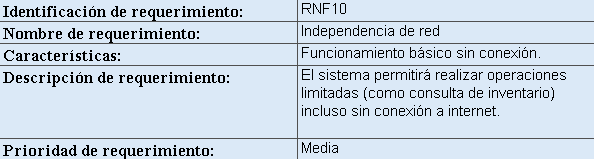 Identificación de requerimiento: RNF10
Nombre de requerimiento: Independencia de red
Características: Funcionamiento básico sin conexión.
Descripción de requerimiento: El sistema permitirá realizar operaciones
limitadas (como consulta de inventario)
incluso sin conexión a internet.
Prioridad de requerimiento: Media